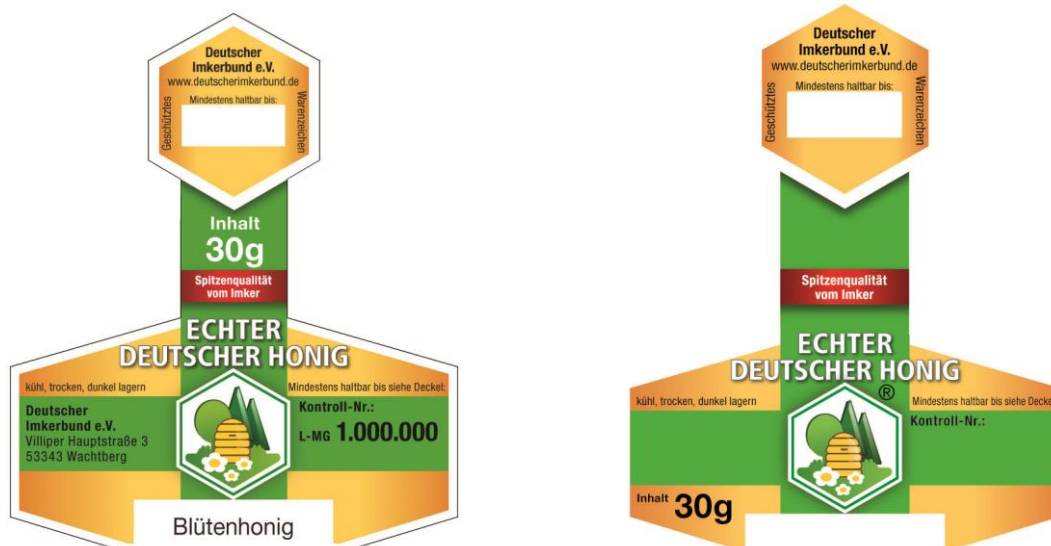 Deutscher
Imkerbund e.V.
www.deutscherimkerbund.de
Mindestens haltbar bis:
Geschütztes
Warenzeichen
Inhalt
30g
Spitzenqualität
vom Imker
ECHTER
DEUTSCHER HONIG
kühl, trocken, dunkel lagern
Mindestens haltbar bis siehe Deckel:
Deutscher
Imkerbund e.V.
Villiper Hauptstraße 3
53343 Wachtberg
Kontroll-Nr.:
L-MG 1.000.000
Blütenhonig
Deutscher
Imkerbund e.V.
www.deutscherimkerbund.de
Mindestens haltbar bis:
Geschütztes
Warenzeichen
Spitzenqualität
vom Imker
ECHTER
DEUTSCHER HONIG
®
kühl, trocken, dunkel lagern
Mindestens haltbar bis siehe Decke
Kontroll-Nr.:
Inhalt 30g